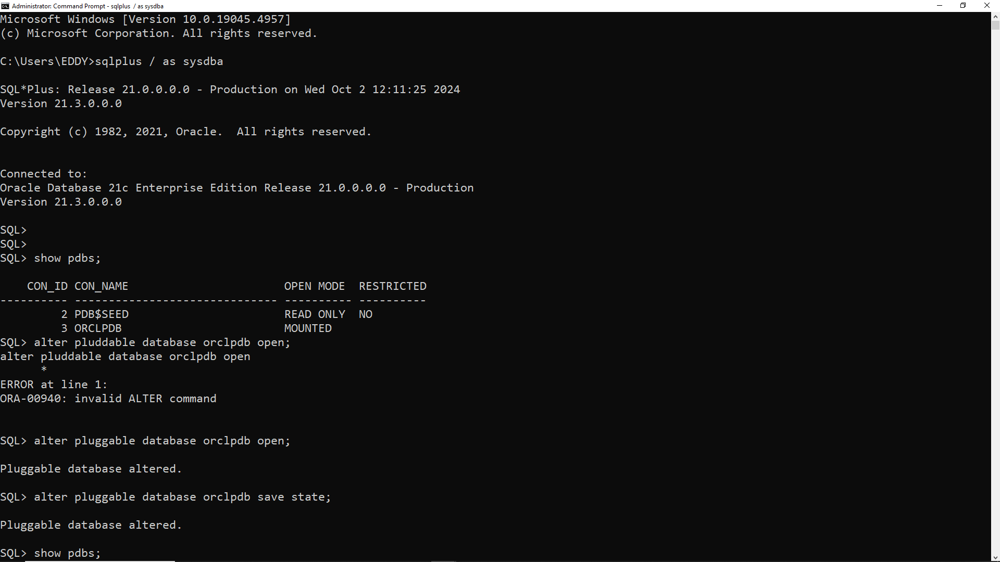 Administrator: Command Prompt - sqlplus  / as sysdba
Microsoft Windows [Version 10.0.19045.4957]
(c) Microsoft Corporation. All rights reserved.
C:\Users\EDDY>sqlplus / as sysdba
SQL*Plus: Release 21.0.0.0.0 - Production on Wed Oct 2 12:11:25 2024
Version 21.3.0.0.0
Copyright (c) 1982, 2021, Oracle.  All rights reserved.
Connected to:
Oracle Database 21c Enterprise Edition Release 21.0.0.0.0 - Production
Version 21.3.0.0.0
SQL>
SQL>
SQL> show pdbs;
    CON_ID CON_NAME                       OPEN MODE  RESTRICTED
---------- ------------------------------ ---------- ----------
         2 PDB$SEED                       READ ONLY  NO
         3 ORCLPDB                        MOUNTED
SQL> alter pluddable database orclpdb open;
alter pluddable database orclpdb open
      *
ERROR at line 1:
ORA-00940: invalid ALTER command
SQL> alter pluggable database orclpdb open;
Pluggable database altered.
SQL> alter pluggable database orclpdb save state;
Pluggable database altered.
SQL> show pdbs;